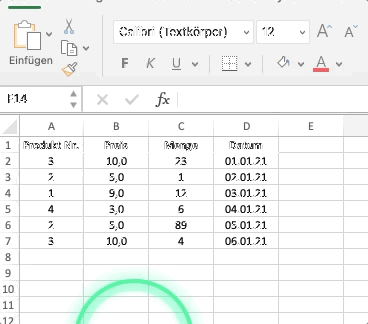 Calibri (Textkörper) 12 A A
Einfügen F K U A
F14 fx
A B C D E
1 Produkt Nr. Preis Menge Datum
2 3 10,0 23 01.01.21
3 2 5,0 1 02.01.21
4 1 9,0 12 03.01.21
5 4 3,0 6 04.01.21
6 2 5,0 89 05.01.21
7 3 10,0 4 06.01.21
8
9
10
11
12